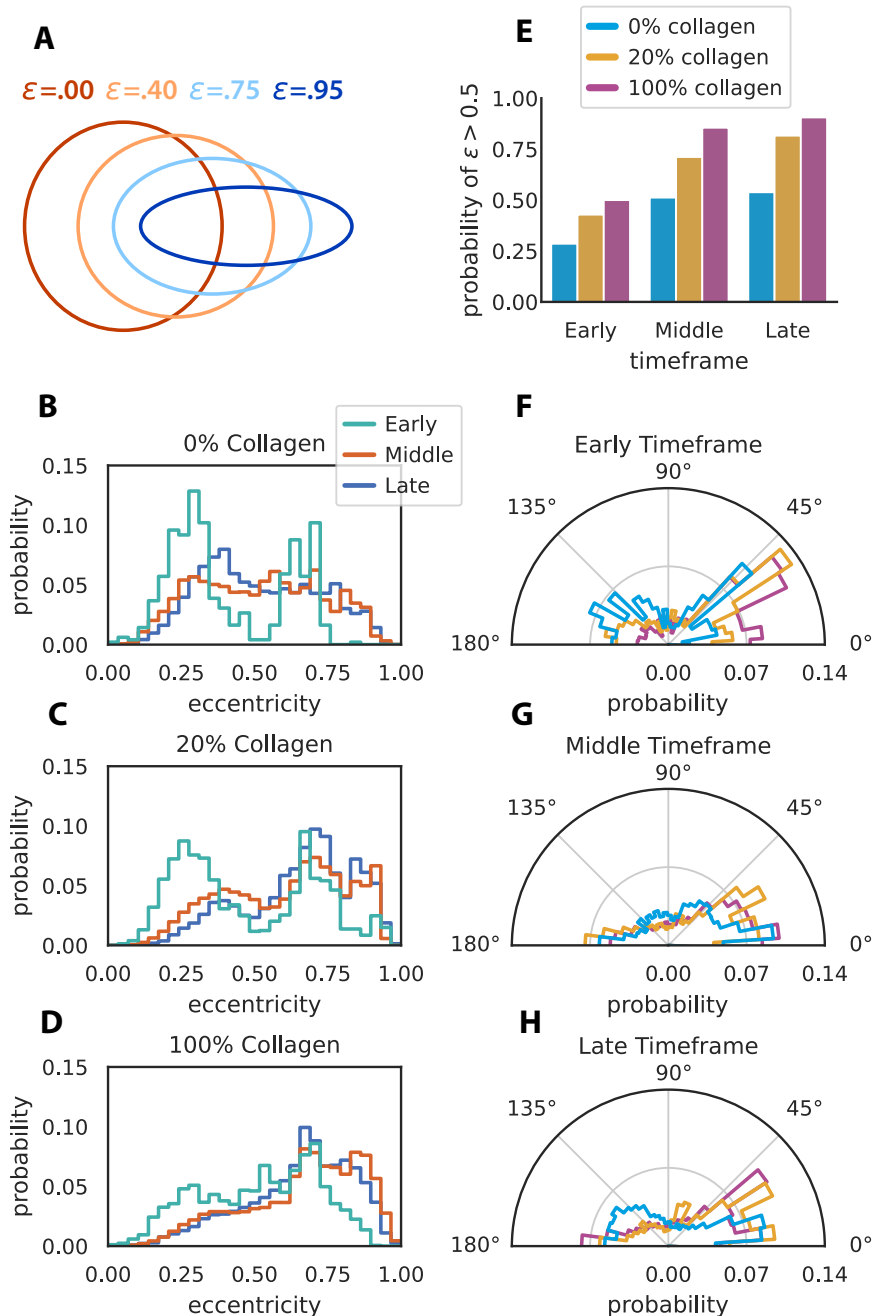 A
ε=.00 ε=.40 ε=.75 ε=.95
E
0% collagen
20% collagen
100% collagen
probability of ε > 0.5
1.00
0.75
0.50
0.25
0.00
Early Middle Late
timeframe
B
0% Collagen
Early
Middle
Late
probability
0.15
0.10
0.05
0.00
0.00 0.25 0.50 0.75 1.00
eccentricity
F
Early Timeframe
90°
135° 45°
180° 0°
0.00 0.07 0.14
probability
C
20% Collagen
probability
0.15
0.10
0.05
0.00
0.00 0.25 0.50 0.75 1.00
eccentricity
G
Middle Timeframe
90°
135° 45°
180° 0°
0.00 0.07 0.14
probability
D
100% Collagen
probability
0.15
0.10
0.05
0.00
0.00 0.25 0.50 0.75 1.00
eccentricity
H
Late Timeframe
90°
135° 45°
180° 0°
0.00 0.07 0.14
probability